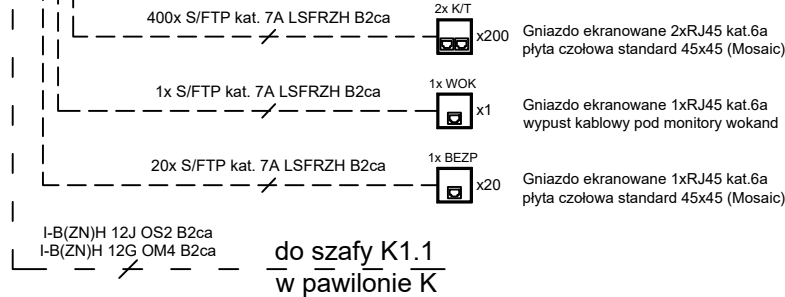 2x K/T
400x S/FTP kat. 7A LSFRZH B2ca
x200
Gniazdo ekranowane 2xRJ45 kat.6a
płyta czołowa standard 45x45 (Mosaic)
1x WOK
1x S/FTP kat. 7A LSFRZH B2ca
x1
Gniazdo ekranowane 1xRJ45 kat.6a
wypust kablowy pod monitory wokand
1x BEZP
20x S/FTP kat. 7A LSFRZH B2ca
x20
Gniazdo ekranowane 1xRJ45 kat.6a
płyta czołowa standard 45x45 (Mosaic)
I-B(ZN)H 12J OS2 B2ca
I-B(ZN)H 12G OM4 B2ca
do szafy K1.1
w pawilonie K